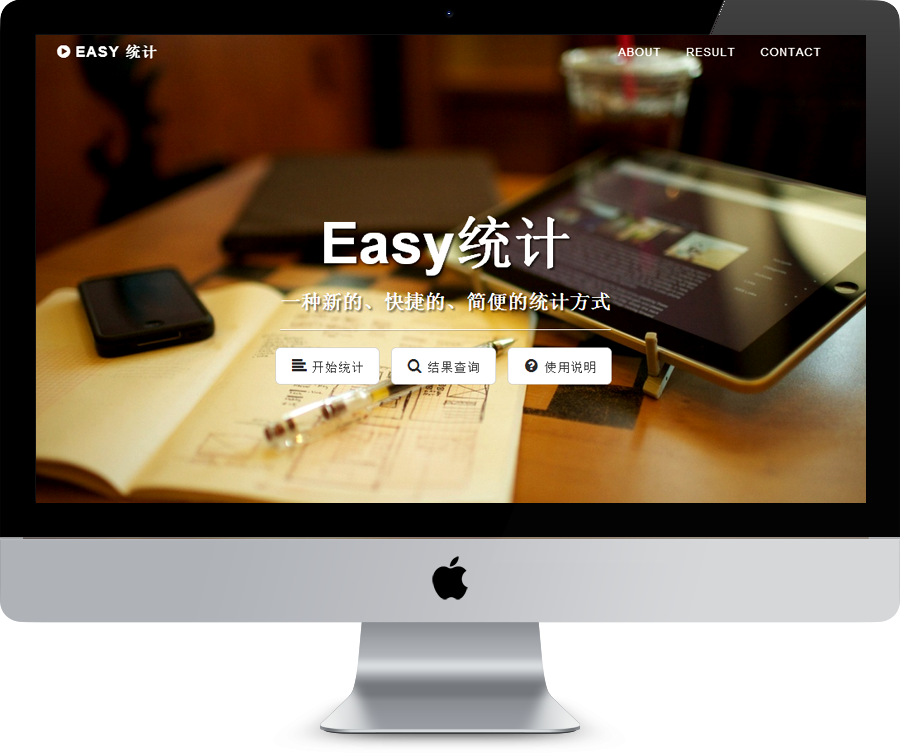 EASY 统计
ABOUT RESULT CONTACT
Easy统计
一种新的、快捷的、简便的统计方式
开始统计 结果查询 使用说明